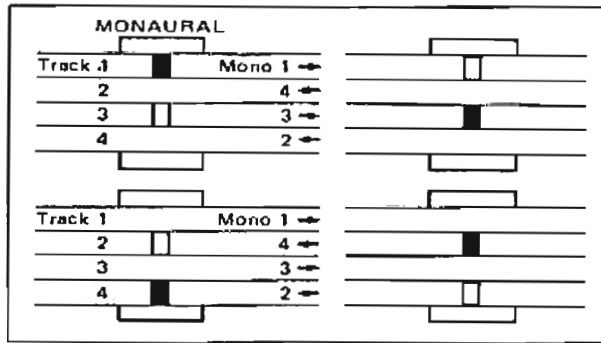 MONAURAL
Track 1 Mono 1 →
2 4 ←
3 3 →
4 2 ←
Track 1 Mono 1 →
2 4 ←
3 3 →
4 2 ←